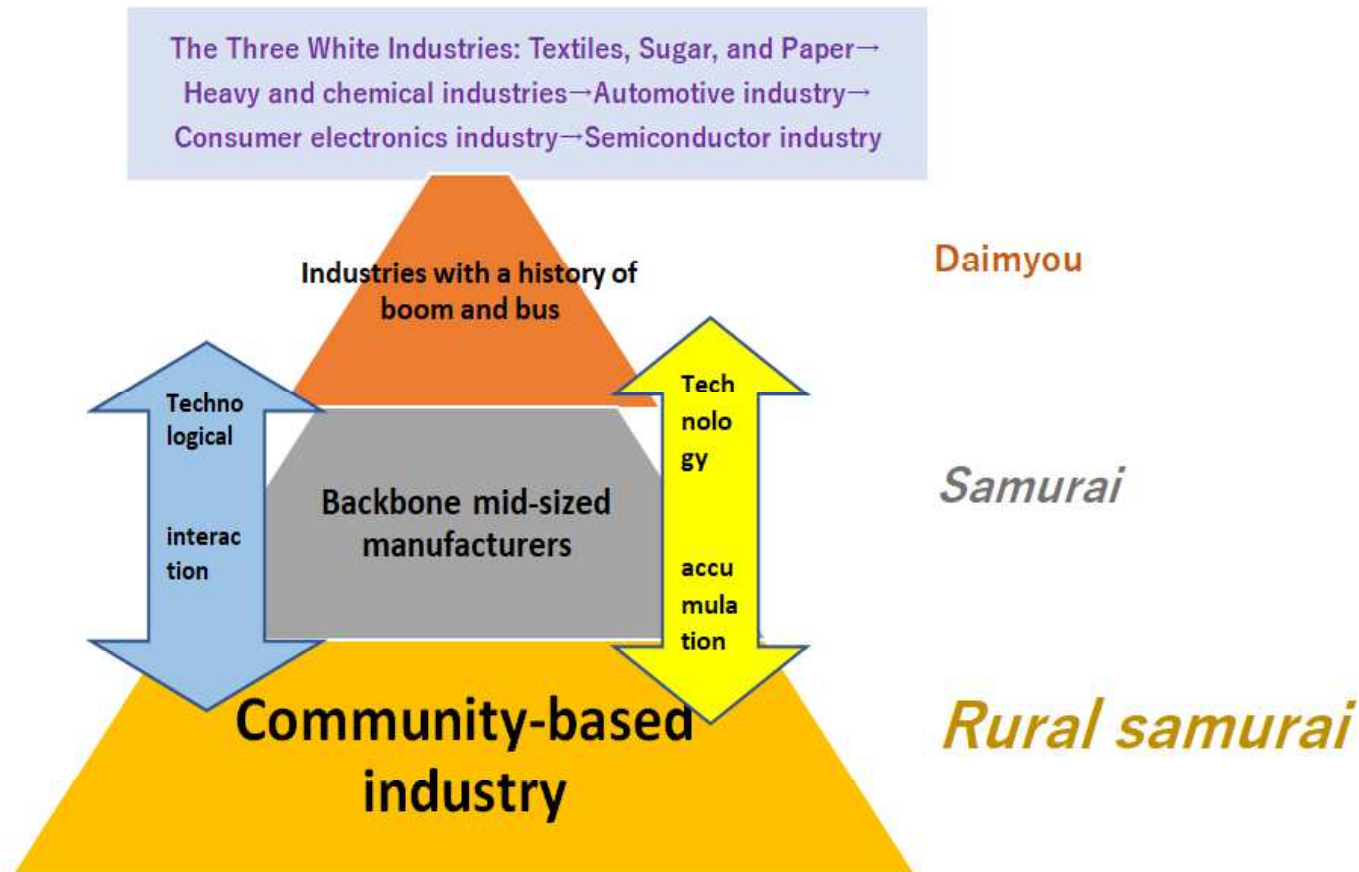 The Three White Industries: Textiles, Sugar, and Paper→
Heavy and chemical industries→Automotive industry→
Consumer electronics industry→Semiconductor industry
Industries with a history of
boom and bus
Daimyou
Techno
logical
interac
tion
Tech
nolo
gy
accu
mula
tion
Backbone mid-sized
manufacturers
Samurai
Community-based
industry
Rural samurai